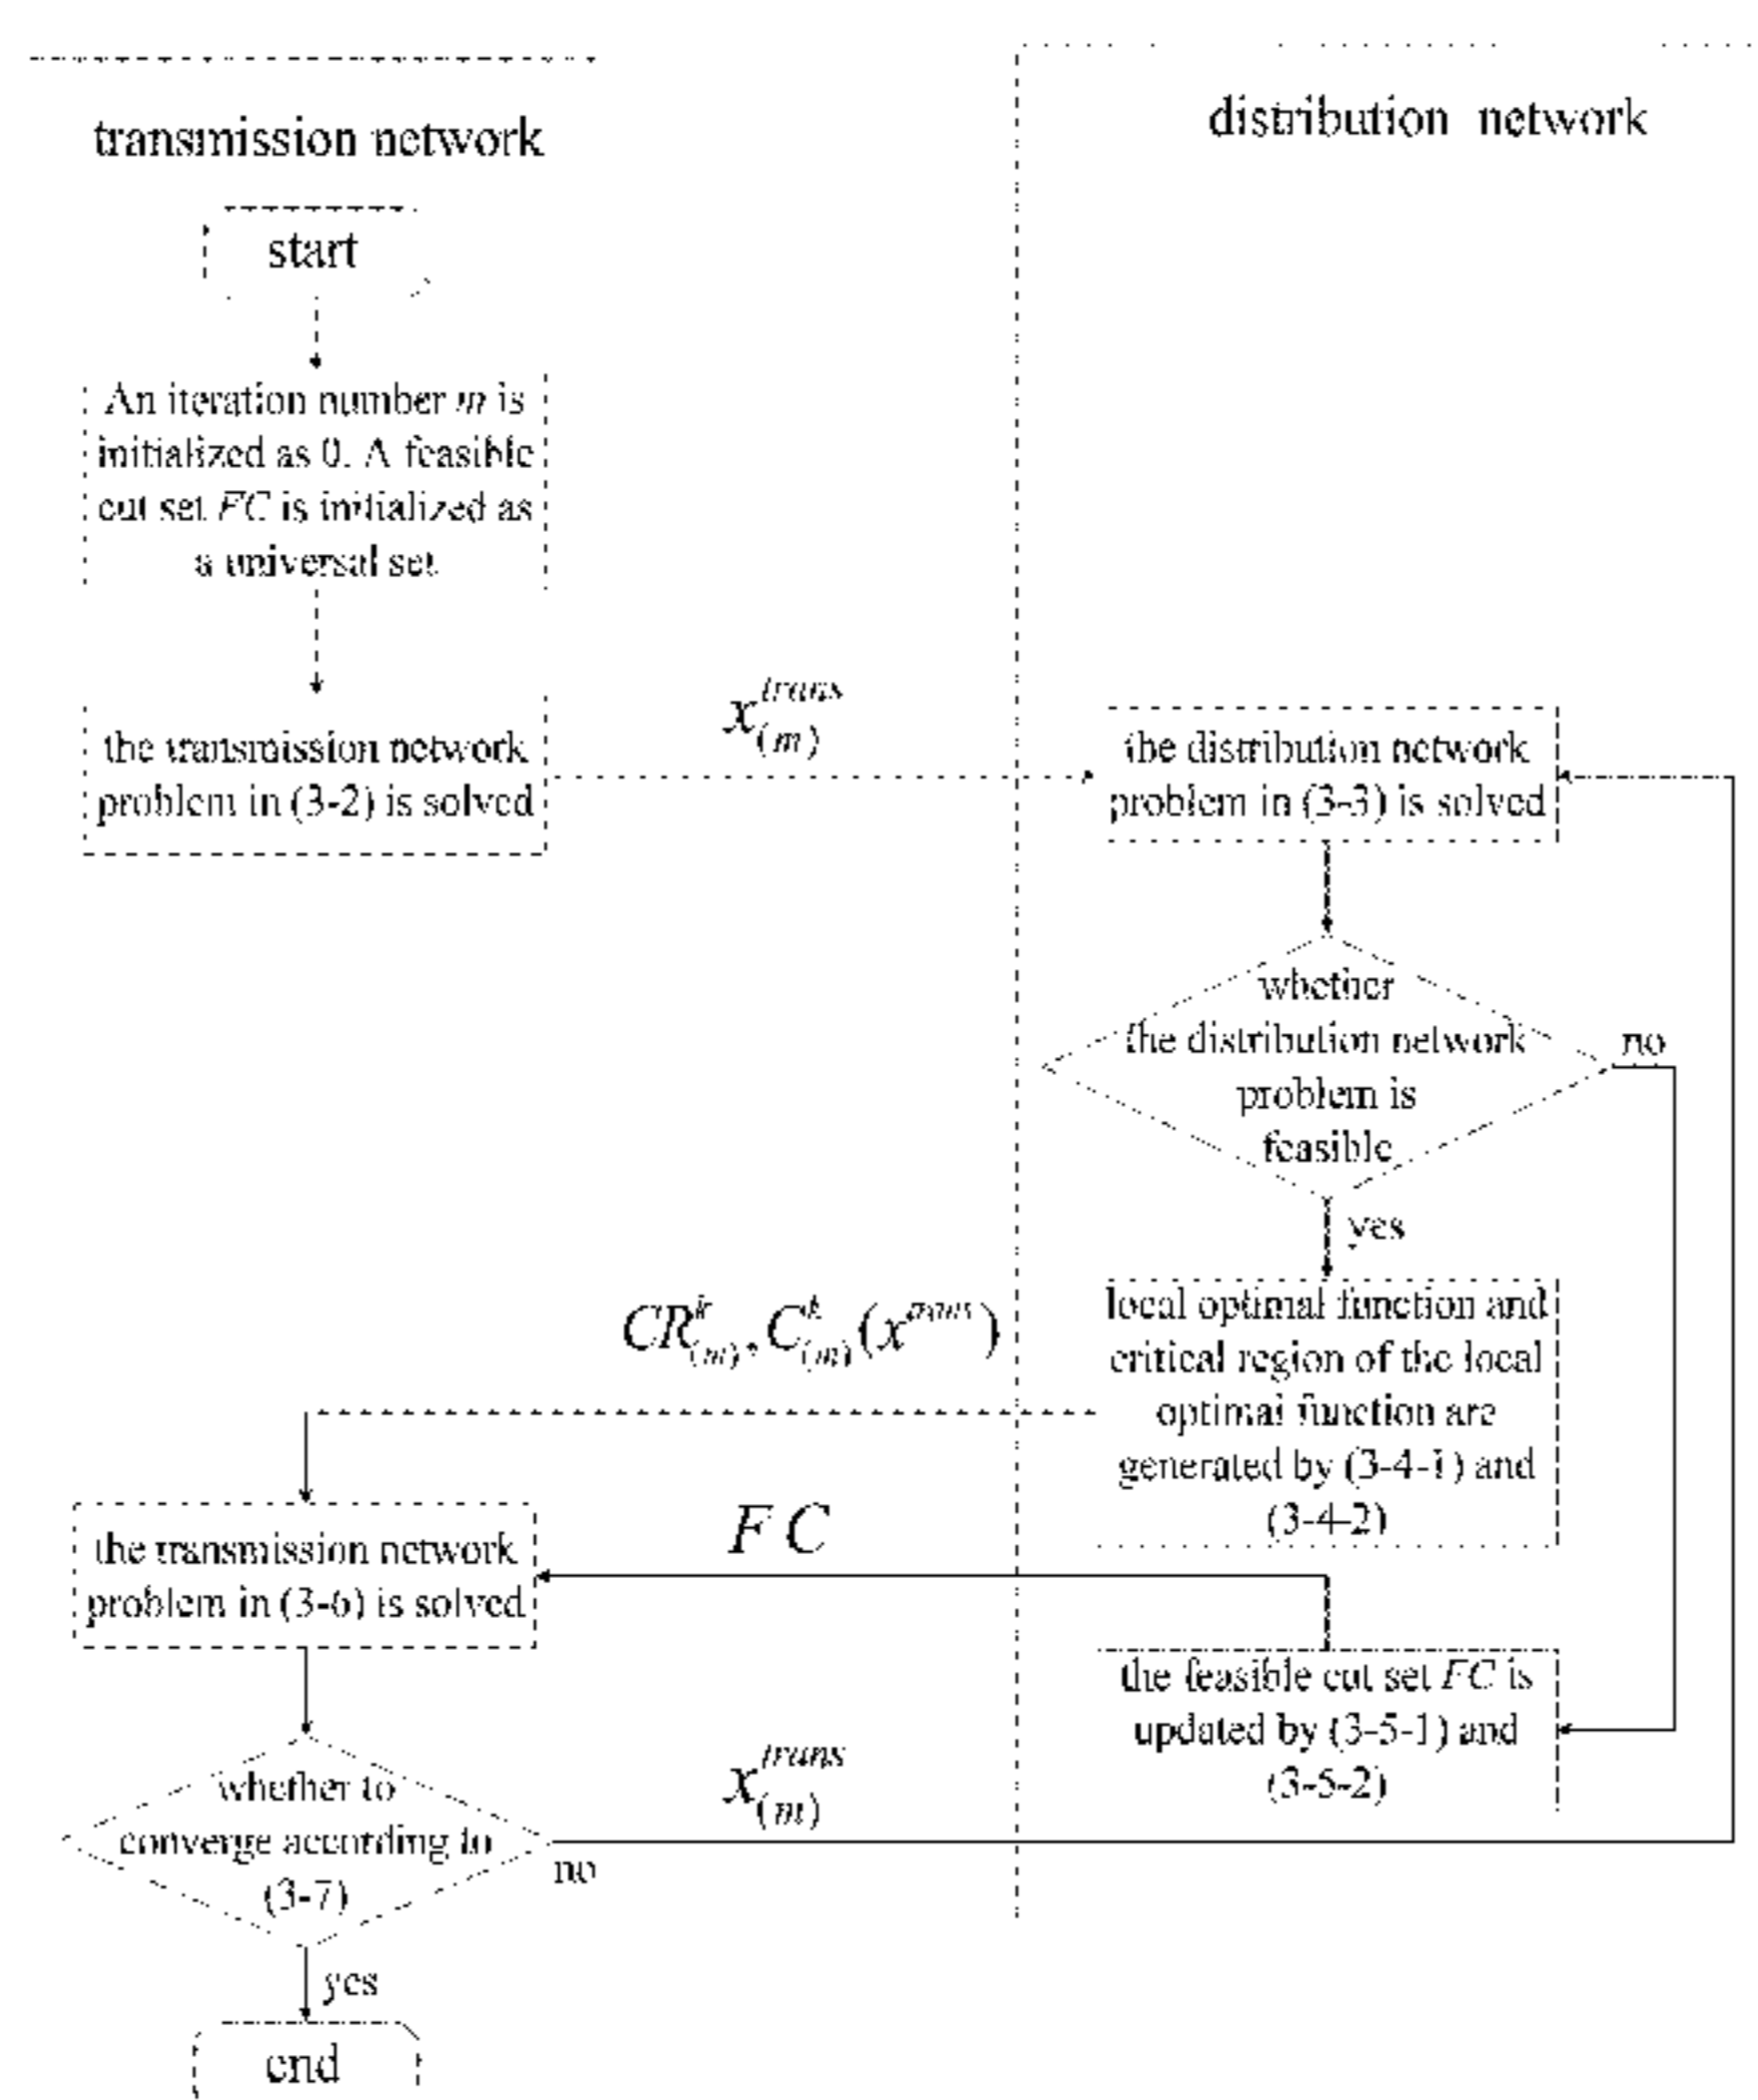 transmission network
distribution network
start
An iteration number m is
initialized as 0. A feasible
cut set FC is initialized as
a universal set
the transmission network
problem in (3-2) is solved
x_{(m)}^{trans}
the distribution network
problem in (3-3) is solved
whether
the distribution network
problem is
feasible
no
yes
local optimal function and
critical region of the local
optimal function are
generated by (3-4-1) and
(3-4-2)
CR_{(m)}^{k}, C_{(m)}^{k}(x^{trans})
FC
the feasible cut set FC is
updated by (3-5-1) and
(3-5-2)
the transmission network
problem in (3-6) is solved
whether to
converge according to
(3-7)
x_{(m)}^{trans}
no
yes
end